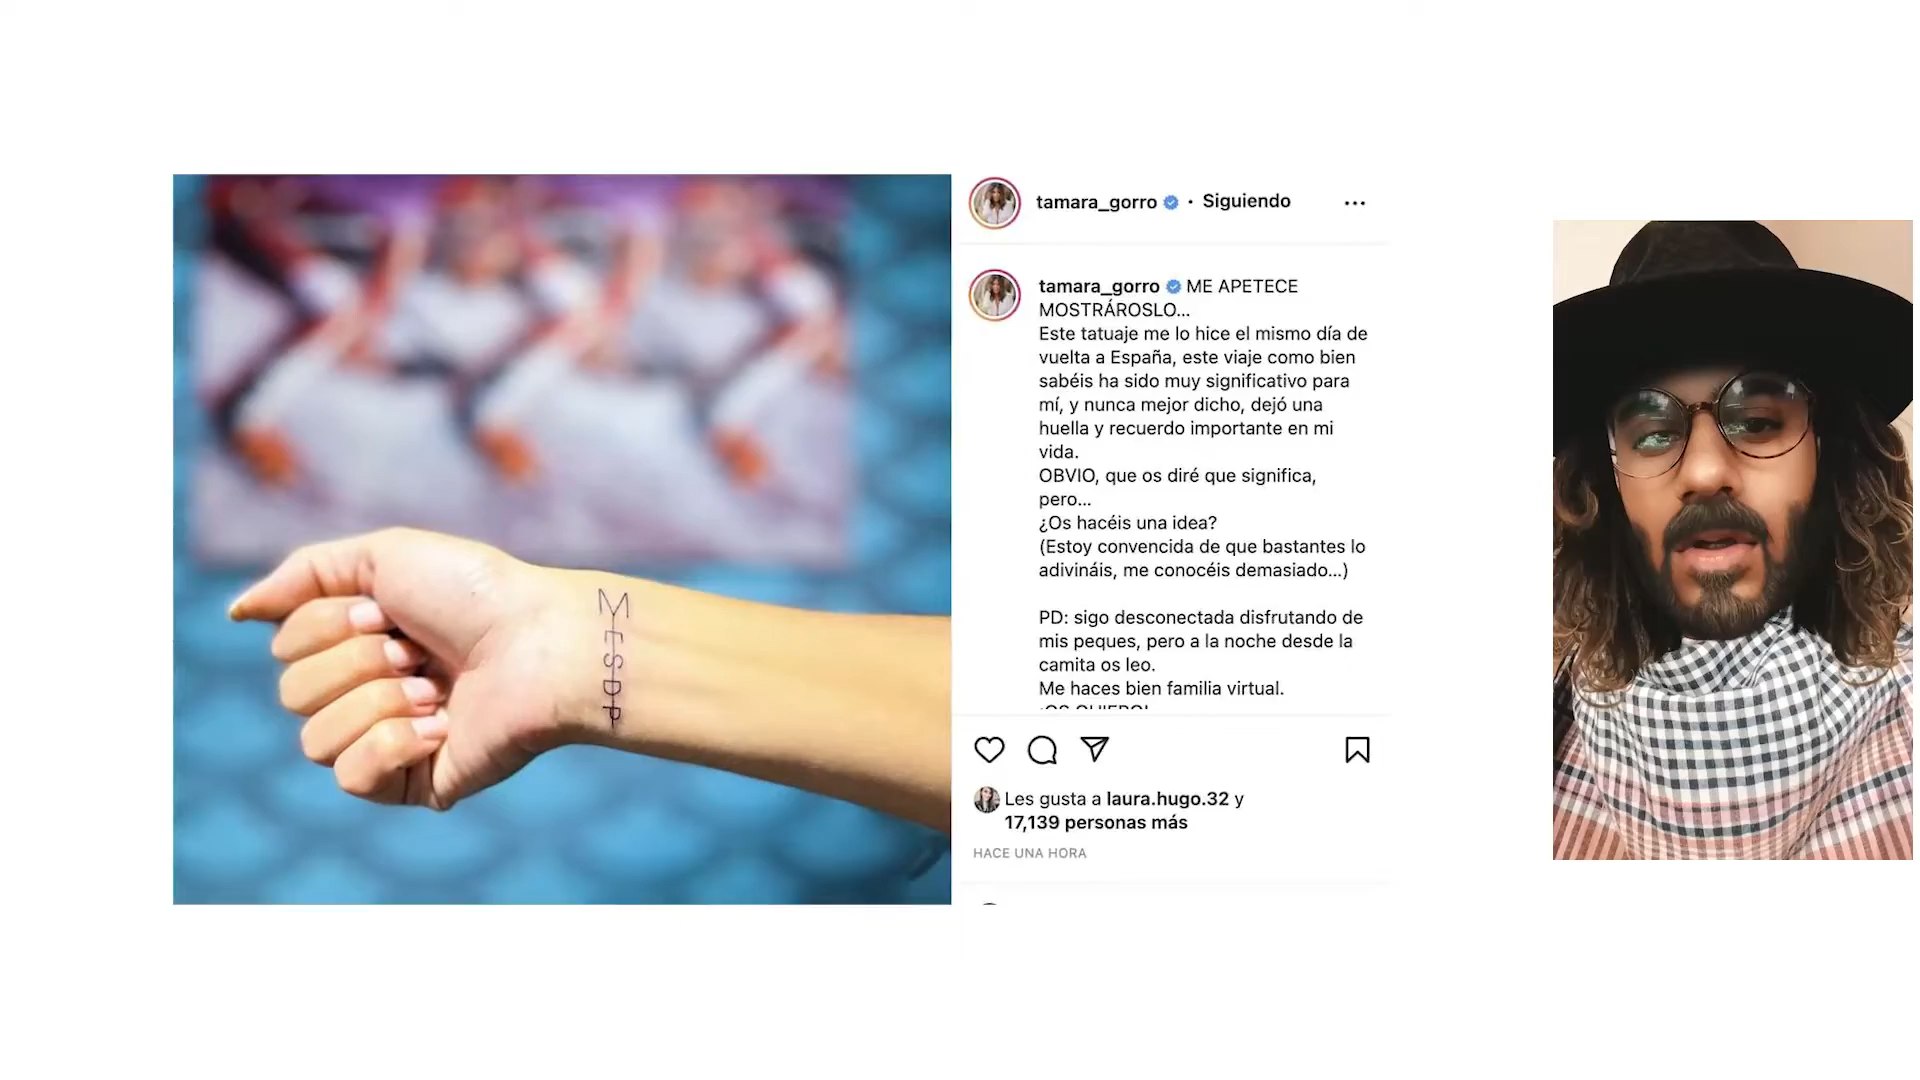 MESDP
tamara_gorro • Siguiendo
tamara_gorro ME APETECE
MOSTRÁROSLO...
Este tatuaje me lo hice el mismo día de
vuelta a España, este viaje como bien
sabéis ha sido muy significativo para
mí, y nunca mejor dicho, dejó una
huella y recuerdo importante en mi
vida.
OBVIO, que os diré que significa,
pero...
¿Os hacéis una idea?
(Estoy convencida de que bastantes lo
adivináis, me conocéis demasiado...)
PD: sigo desconectada disfrutando de
mis peques, pero a la noche desde la
camita os leo.
Me haces bien familia virtual.
Les gusta a laura.hugo.32 y
17,139 personas más
HACE UNA HORA